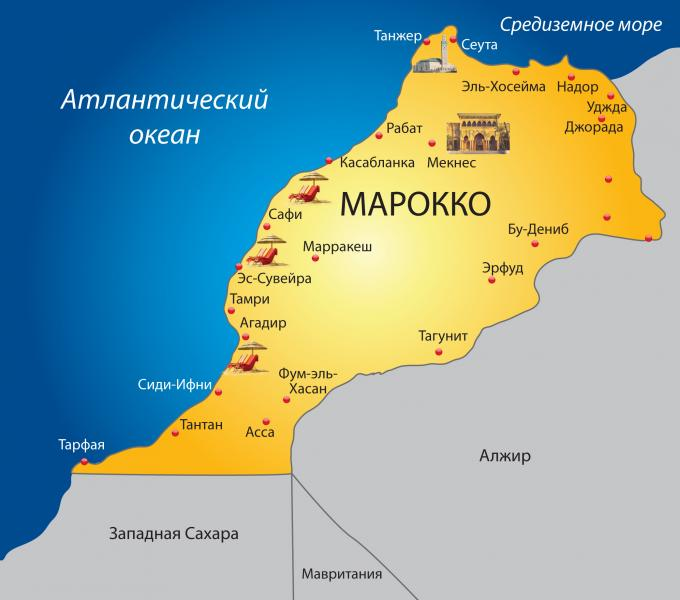 Средиземное море
Танжер
Сеута
Атлантический
океан
Эль-Хосейма
Надор
Уджда
Джорада
Рабат
Касабланка
Мекнес
МАРОККО
Сафи
Бу-Дениб
Марракеш
Эс-Сувейра
Эрфуд
Тамри
Агадир
Тагунит
Фум-эль-
Хасан
Сиди-Ифни
Тантан
Асса
Тарфая
Алжир
Западная Сахара
Мавритания